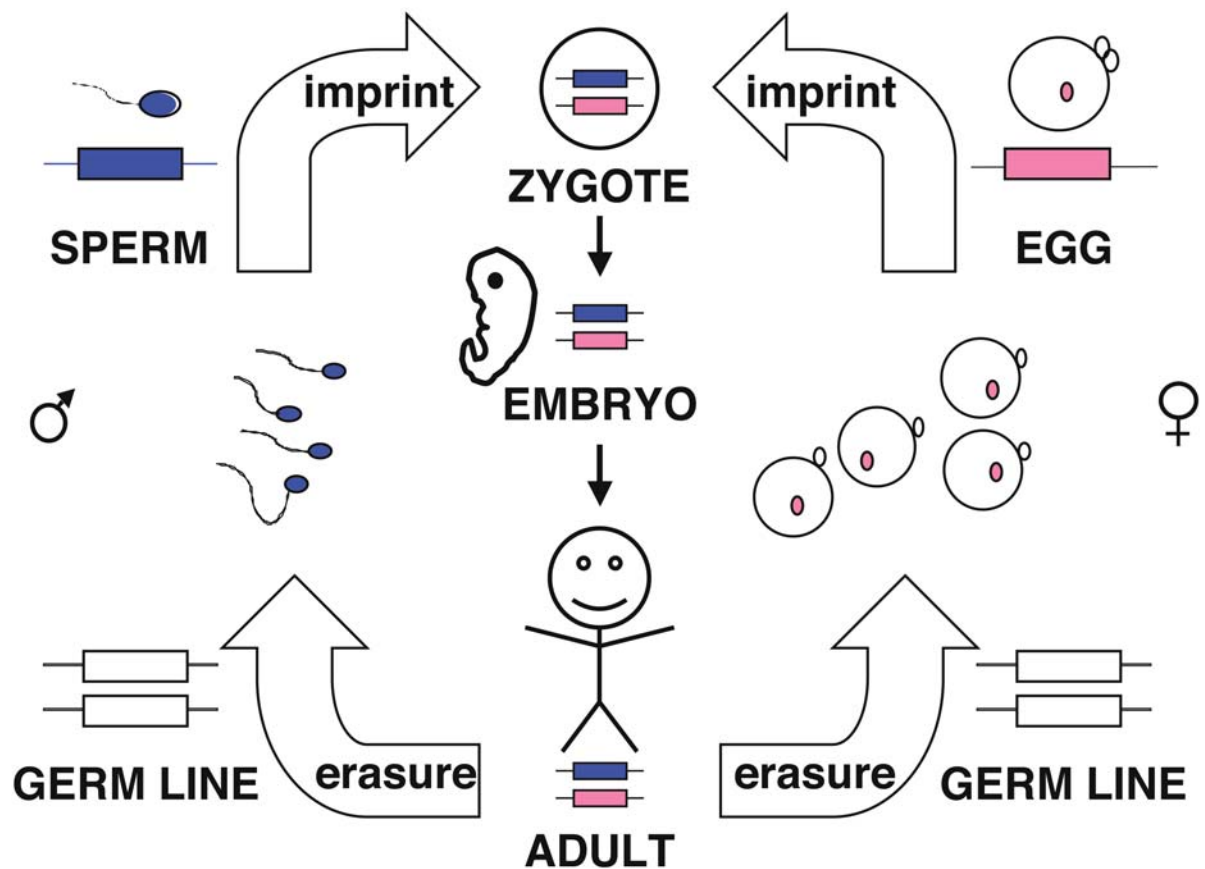 imprint
imprint
ZYGOTE
SPERM
EGG
EMBRYO
erasure
erasure
GERM LINE
GERM LINE
ADULT